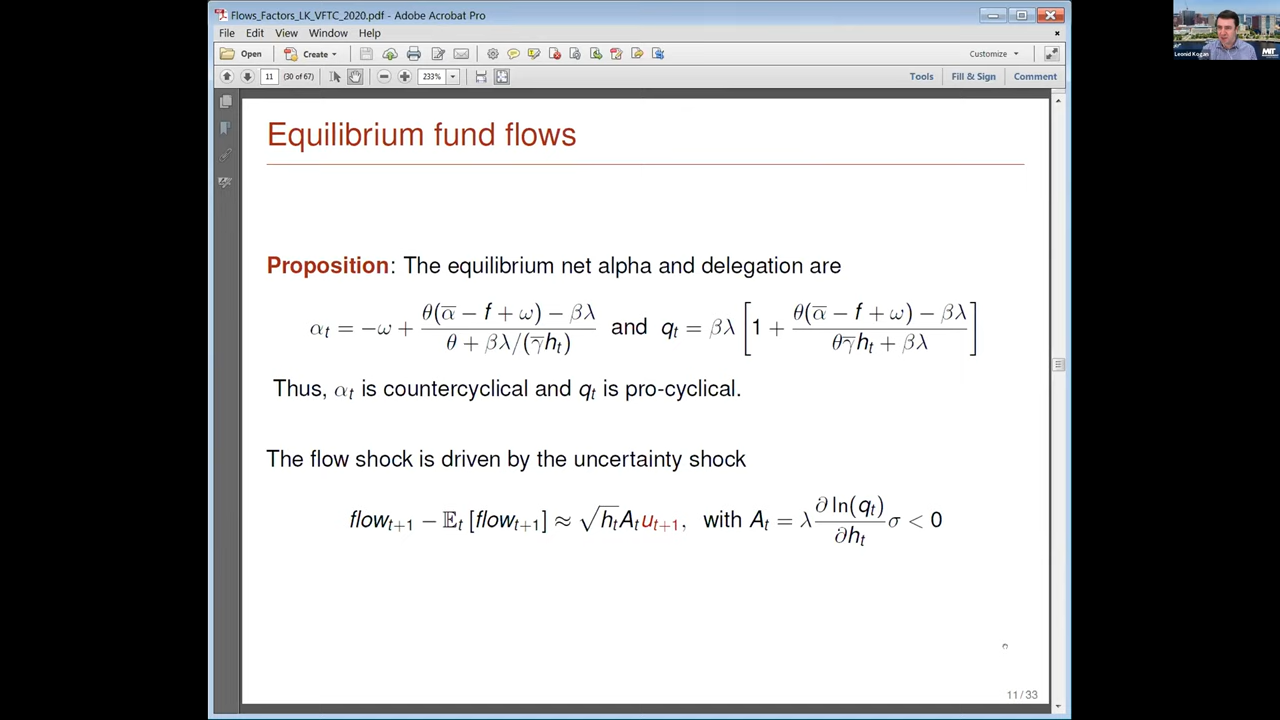 Flows_Factors_LK_VFTC_2020.pdf - Adobe Acrobat Pro
File Edit View Window Help
Open Create Customize
11 (30 of 67) 233% Tools Fill & Sign Comment
Leonid Kogan
MIT
Equilibrium fund flows
Proposition: The equilibrium net alpha and delegation are
αₜ = −ω + θ(ᾱ − f + ω) − βλ / θ + βλ/(γ̄hₜ) and qₜ = βλ [1 + θ(ᾱ − f + ω) − βλ / θγ̄hₜ + βλ]
Thus, αₜ is countercyclical and qₜ is pro-cyclical.
The flow shock is driven by the uncertainty shock
flowₜ₊₁ − 𝔼ₜ [flowₜ₊₁] ≈ √hₜAₜuₜ₊₁, with Aₜ = λ ∂ ln(qₜ) / ∂hₜ σ < 0
11 / 33